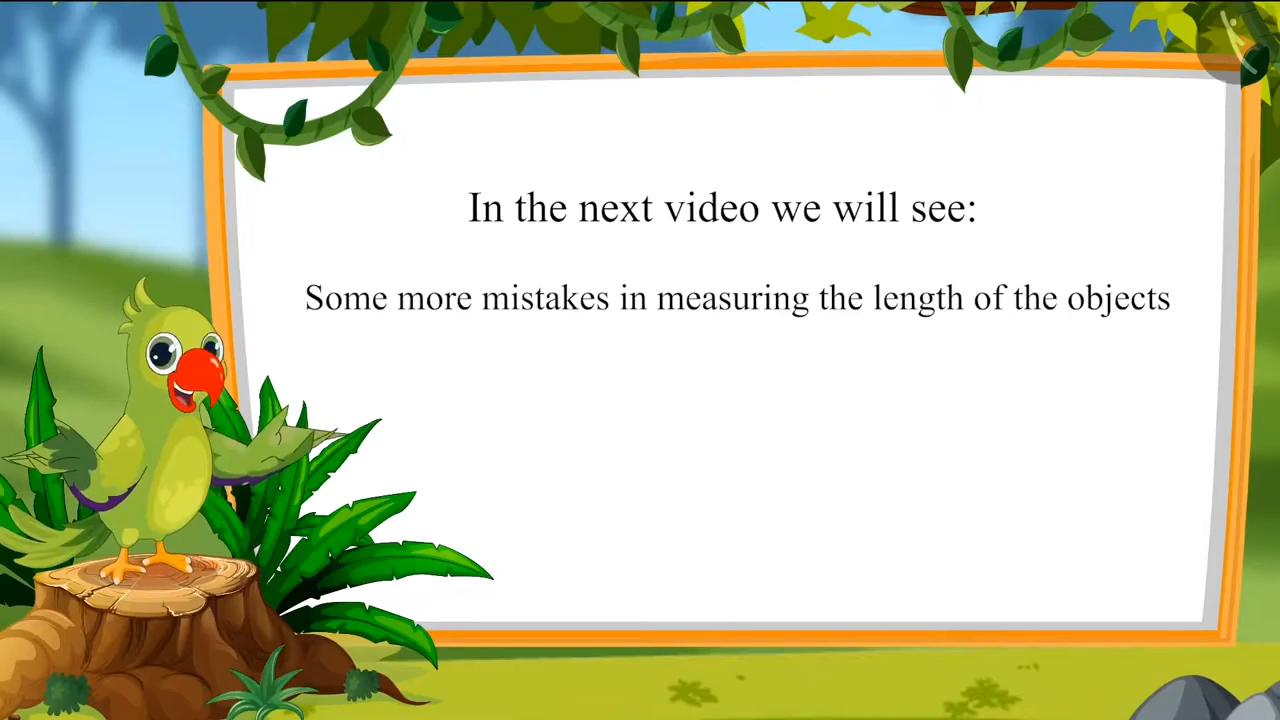 In the next video we will see:
Some more mistakes in measuring the length of the objects